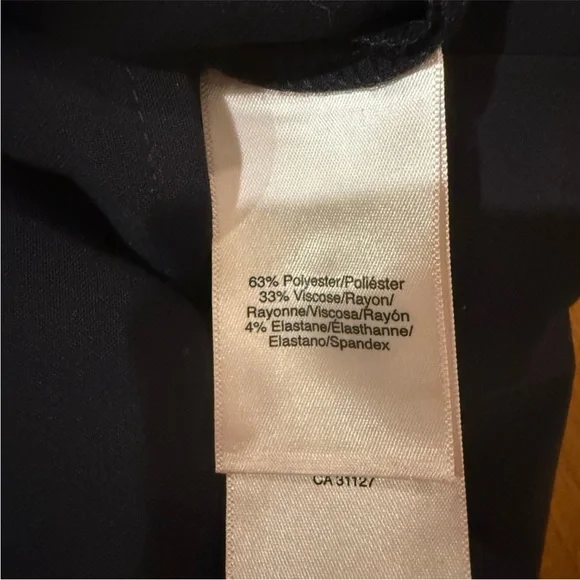 63% Polyester/Poliéster
33% Viscose/Rayon/
Rayonne/Viscosa/Rayón
4% Elastane/Élasthanne/
Elastano/Spandex
CA 31127